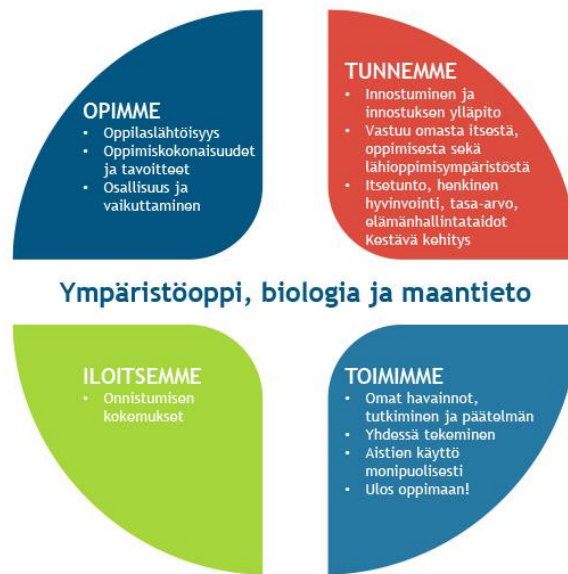 OPIMME
• Oppilaslähtöisyys
• Oppimiskokonaisuudet
ja tavoitteet
• Osallisuus ja
vaikuttaminen
TUNNEMME
• Innostuminen ja
innostuksen ylläpito
• Vastuu omasta itsestä,
oppimisesta sekä
lähioppimisympäristöstä
• Itsetunto, henkinen
hyvinvointi, tasa-arvo,
elämänhallintataidot
Kestävä kehitys
Ympäristöoppi, biologia ja maantieto
ILOITSEMME
• Onnistumisen
kokemukset
TOIMIMME
• Omat havainnot,
tutkiminen ja päätelmän
• Yhdessä tekeminen
• Aistien käyttö
monipuolisesti
• Ulos oppimaan!